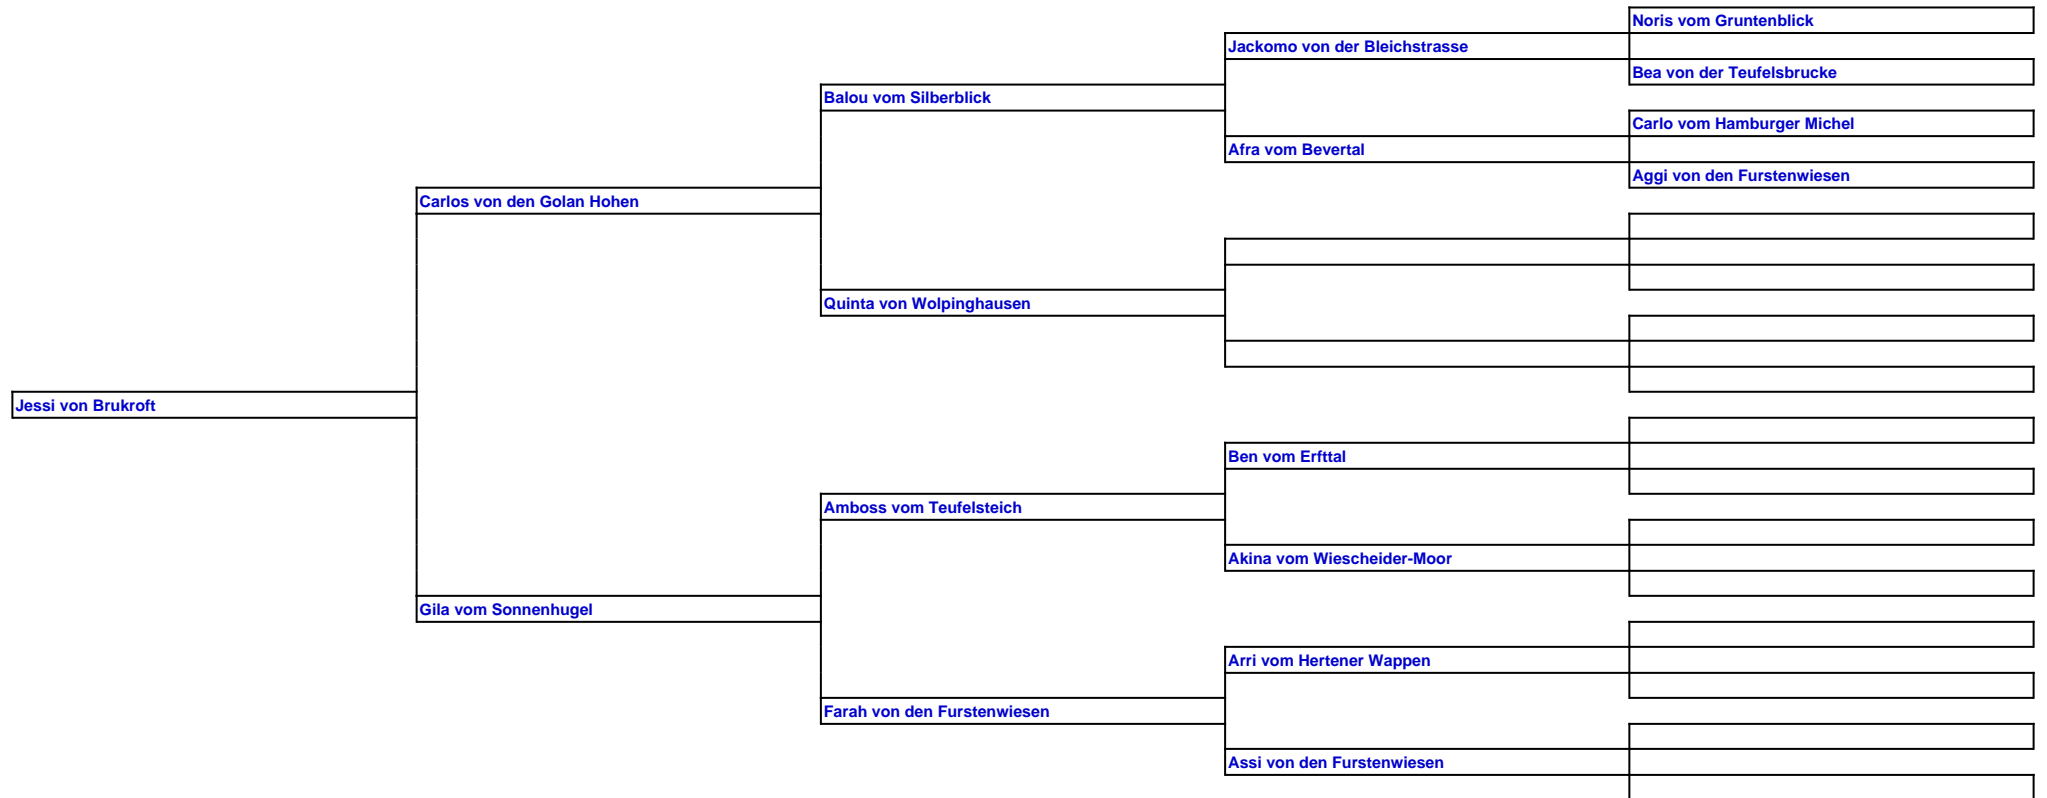 Noris vom Gruntenblick
Jackomo von der Bleichstrasse
Bea von der Teufelsbrucke
Balou vom Silberblick
Carlo vom Hamburger Michel
Afra vom Bevertal
Aggi von den Furstenwiesen
Carlos von den Golan Hohen
Quinta von Wolpinghausen
Jessi von Brukroft
Ben vom Erfttal
Amboss vom Teufelsteich
Akina vom Wiescheider-Moor
Gila vom Sonnenhugel
Arri vom Hertener Wappen
Farah von den Furstenwiesen
Assi von den Furstenwiesen